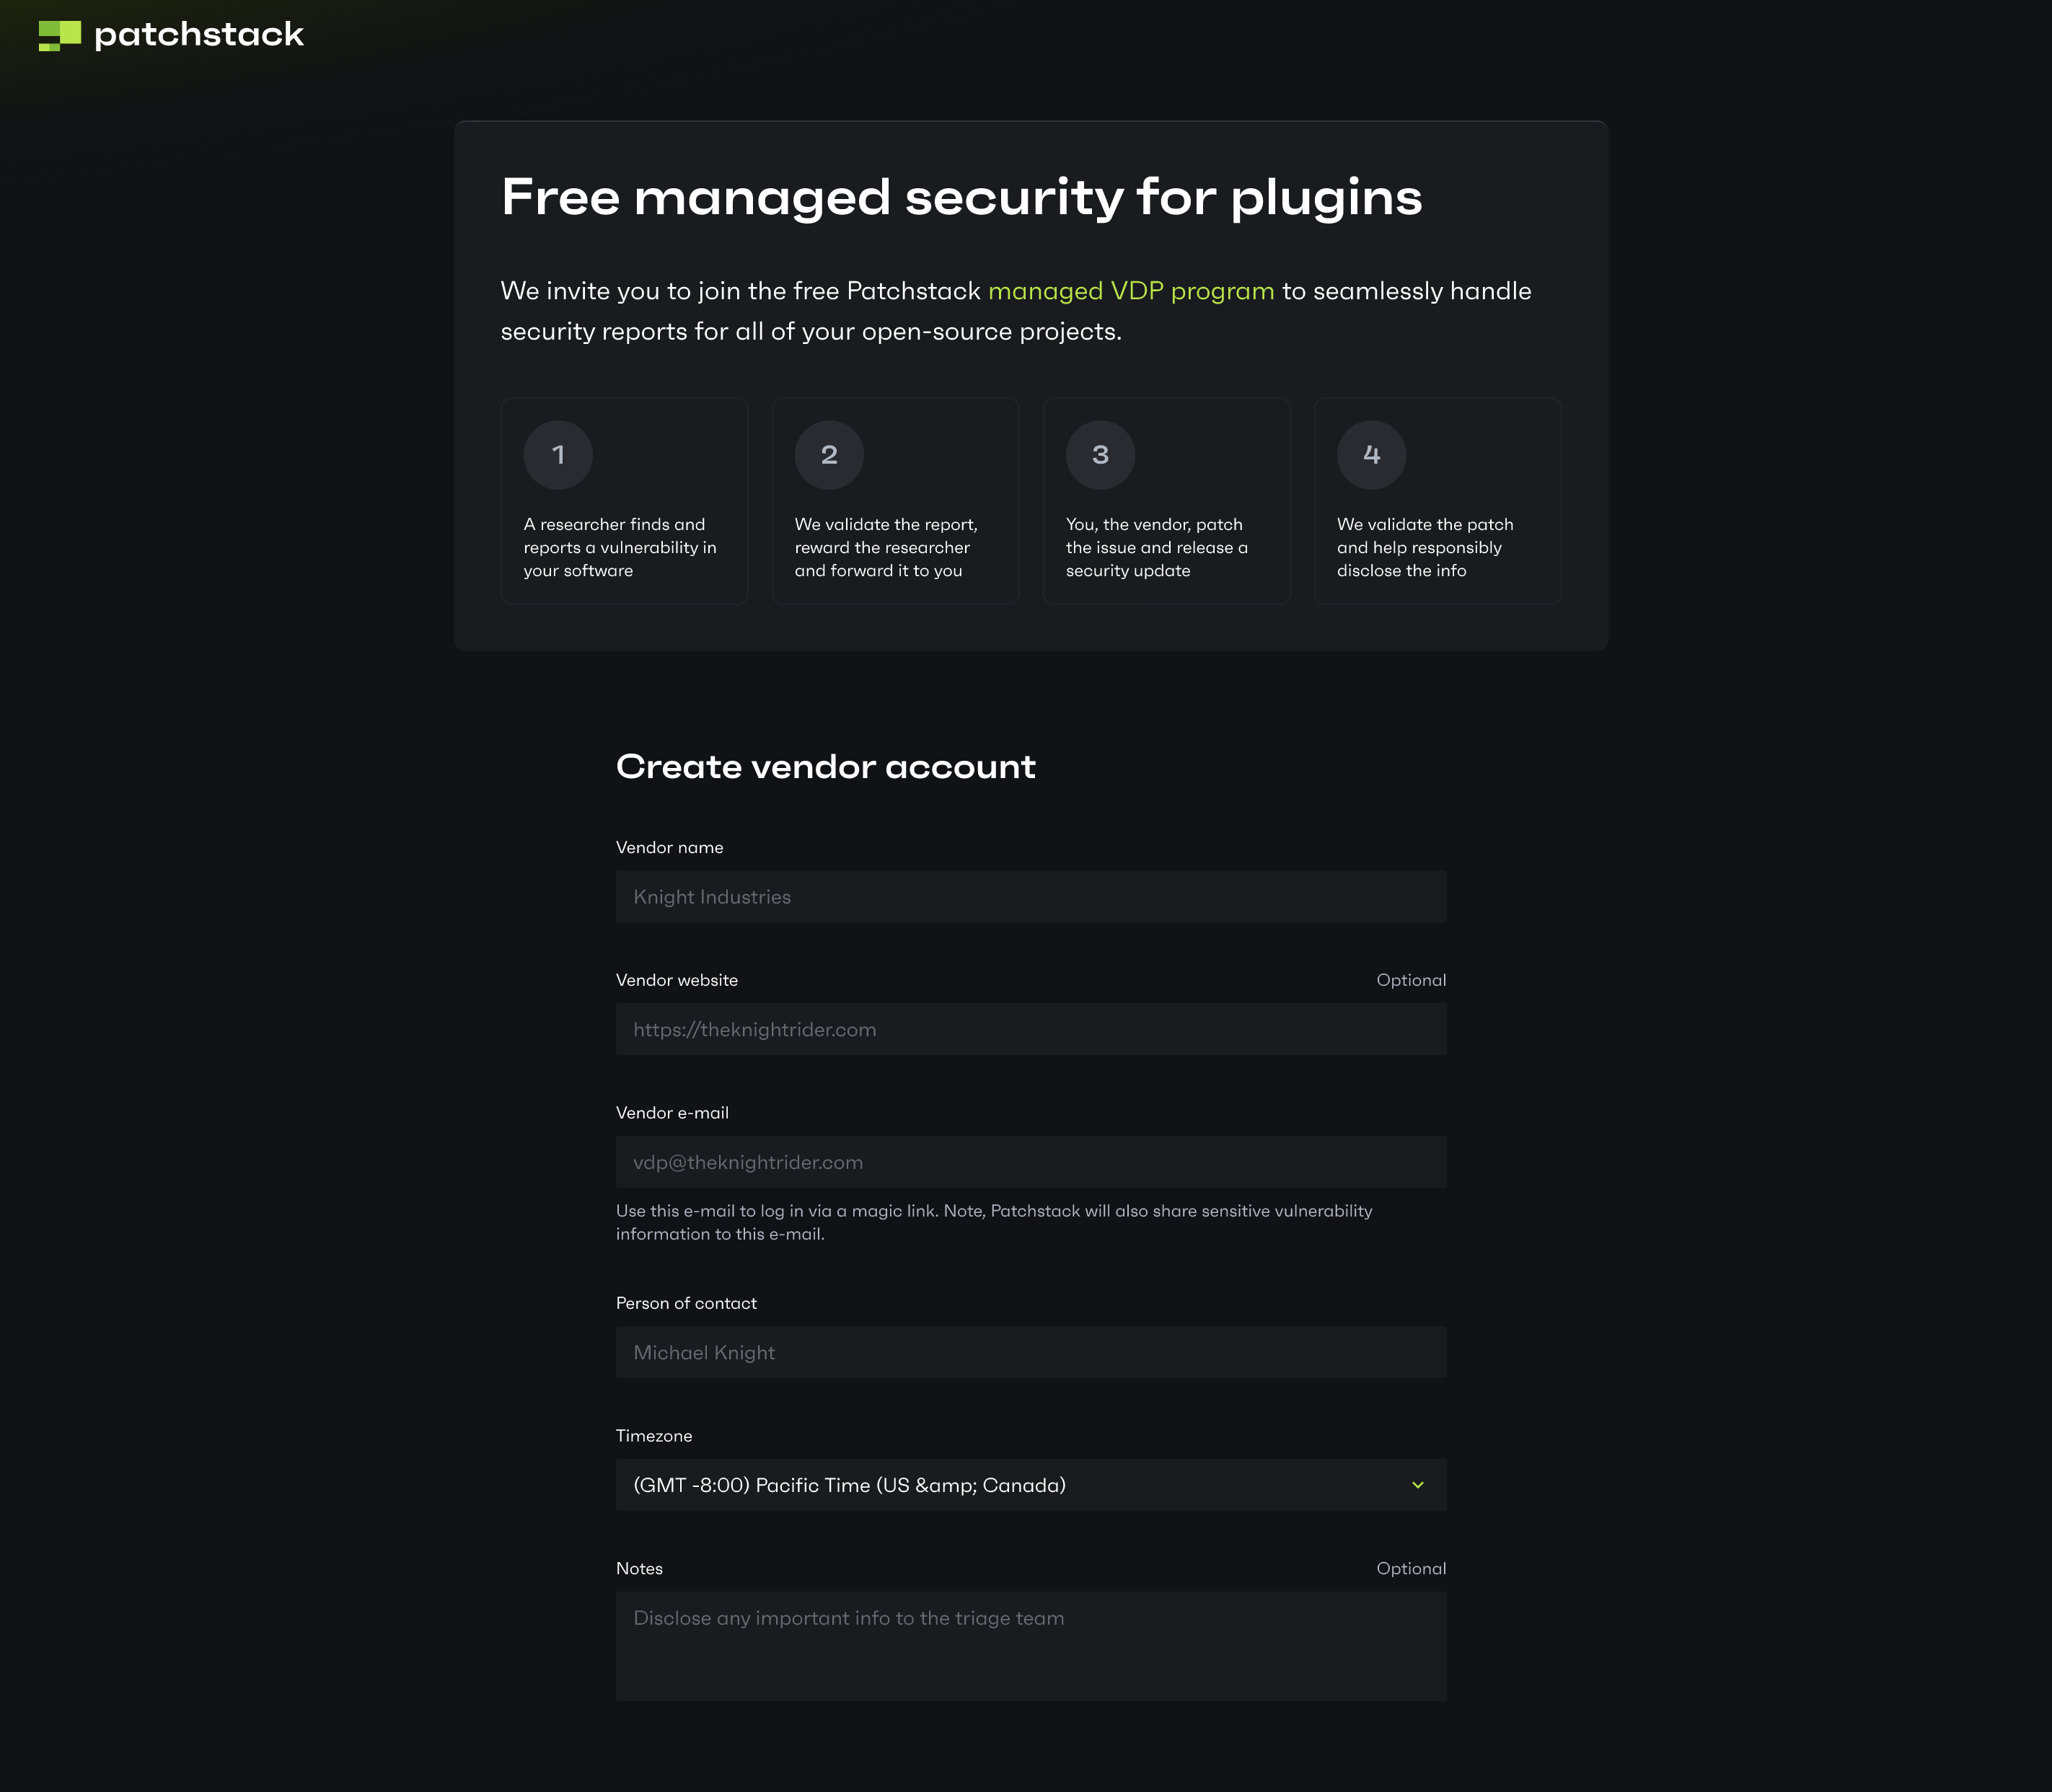 patchstack
Free managed security for plugins
We invite you to join the free Patchstack managed VDP program to seamlessly handle
security reports for all of your open-source projects.
1
A researcher finds and
reports a vulnerability in
your software
2
We validate the report,
reward the researcher
and forward it to you
3
You, the vendor, patch
the issue and release a
security update
4
We validate the patch
and help responsibly
disclose the info
Create vendor account
Vendor name
Knight Industries
Vendor website Optional
https://theknightrider.com
Vendor e-mail
vdp@theknightrider.com
Use this e-mail to log in via a magic link. Note, Patchstack will also share sensitive vulnerability
information to this e-mail.
Person of contact
Michael Knight
Timezone
(GMT -8:00) Pacific Time (US &amp; Canada)
Notes Optional
Disclose any important info to the triage team